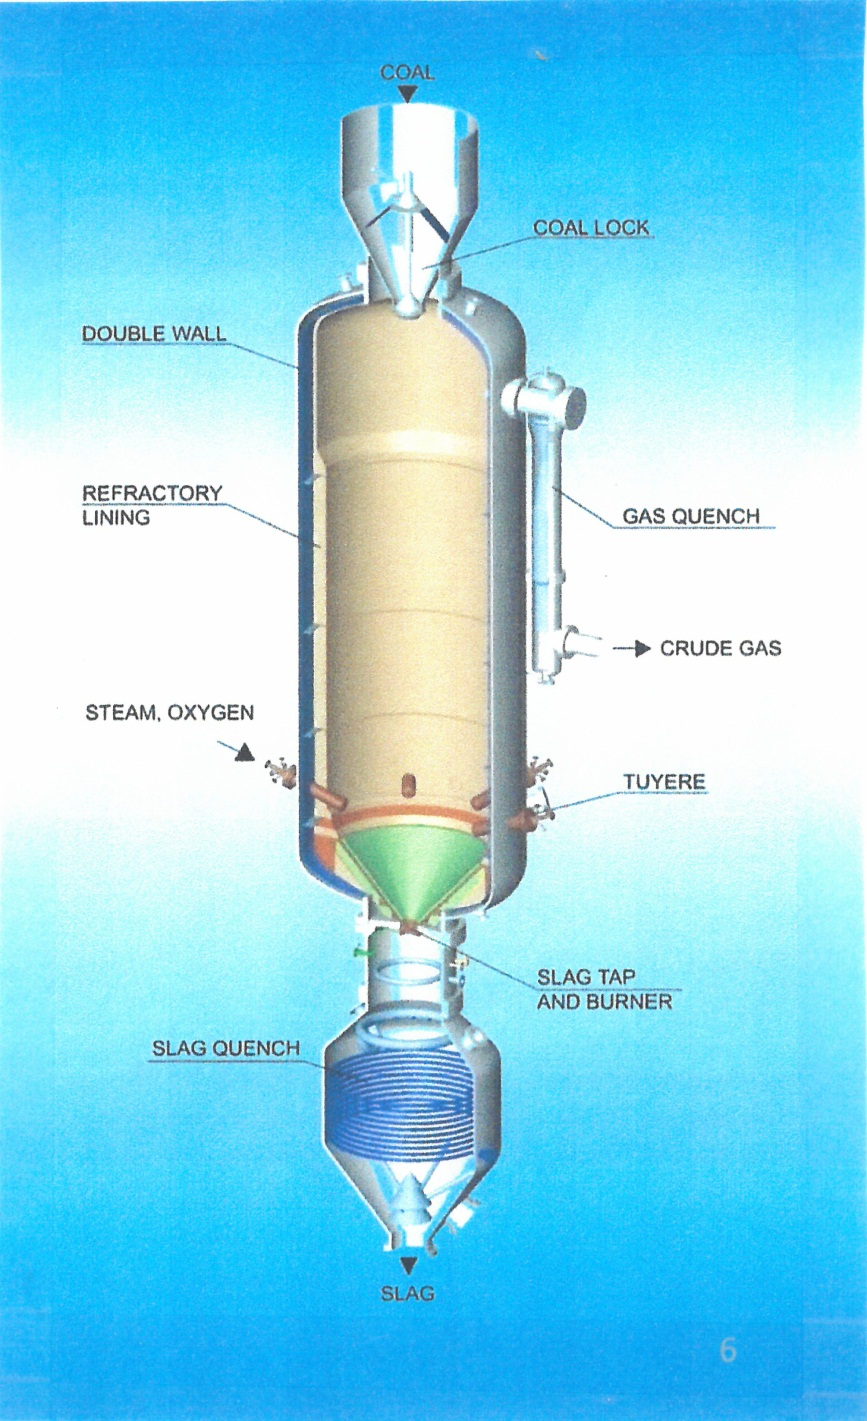 COAL
COAL LOCK
DOUBLE WALL
REFRACTORY
LINING
GAS QUENCH
CRUDE GAS
STEAM, OXYGEN
TUYERE
SLAG TAP
AND BURNER
SLAG QUENCH
SLAG
6